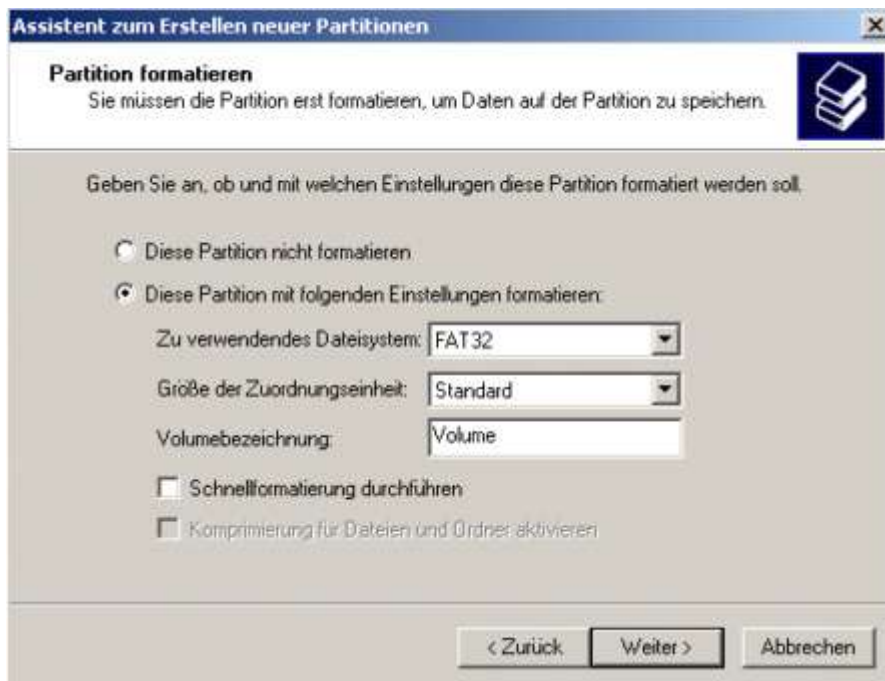 Assistent zum Erstellen neuer Partitionen
Partition formatieren
Sie müssen die Partition erst formatieren, um Daten auf der Partition zu speichern.
Geben Sie an, ob und mit welchen Einstellungen diese Partition formatiert werden soll.
Diese Partition nicht formatieren
Diese Partition mit folgenden Einstellungen formatieren:
Zu verwendendes Dateisystem: FAT32
Größe der Zuordnungseinheit: Standard
Volumebezeichnung: Volume
Schnellformatierung durchführen
Komprimierung für Dateien und Ordner aktivieren
< Zurück Weiter > Abbrechen